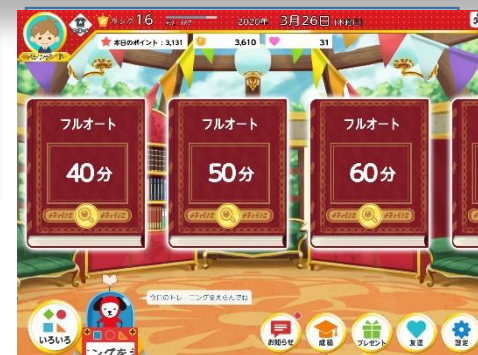 ランク 16
2020年 3月26日(木曜日)
本日のポイント：3,131
3,610
31
フルオート
40分
フルオート
50分
フルオート
60分
今日のトレーニングをえらんでね
いろいろ
お知らせ
成績
プレゼント
友達
設定